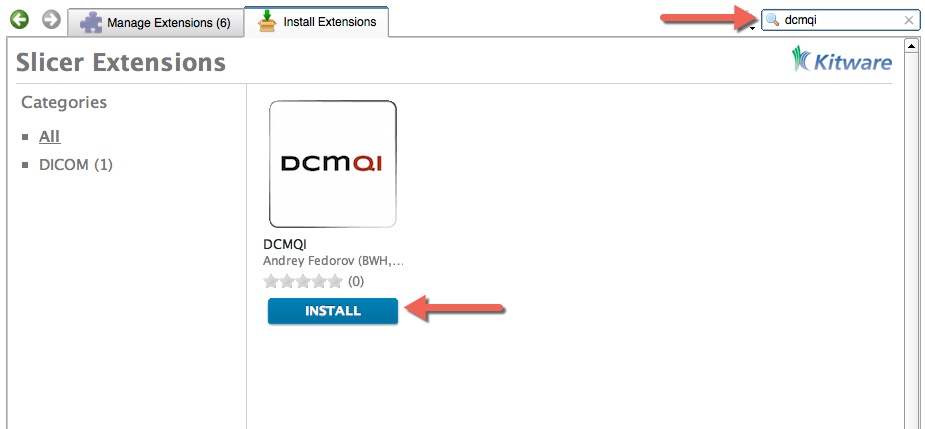 Manage Extensions (6)
Install Extensions
dcmqi
Slicer Extensions
Kitware
Categories
All
DICOM (1)
DCMQI
DCMQI
Andrey Fedorov (BWH,...
(0)
INSTALL